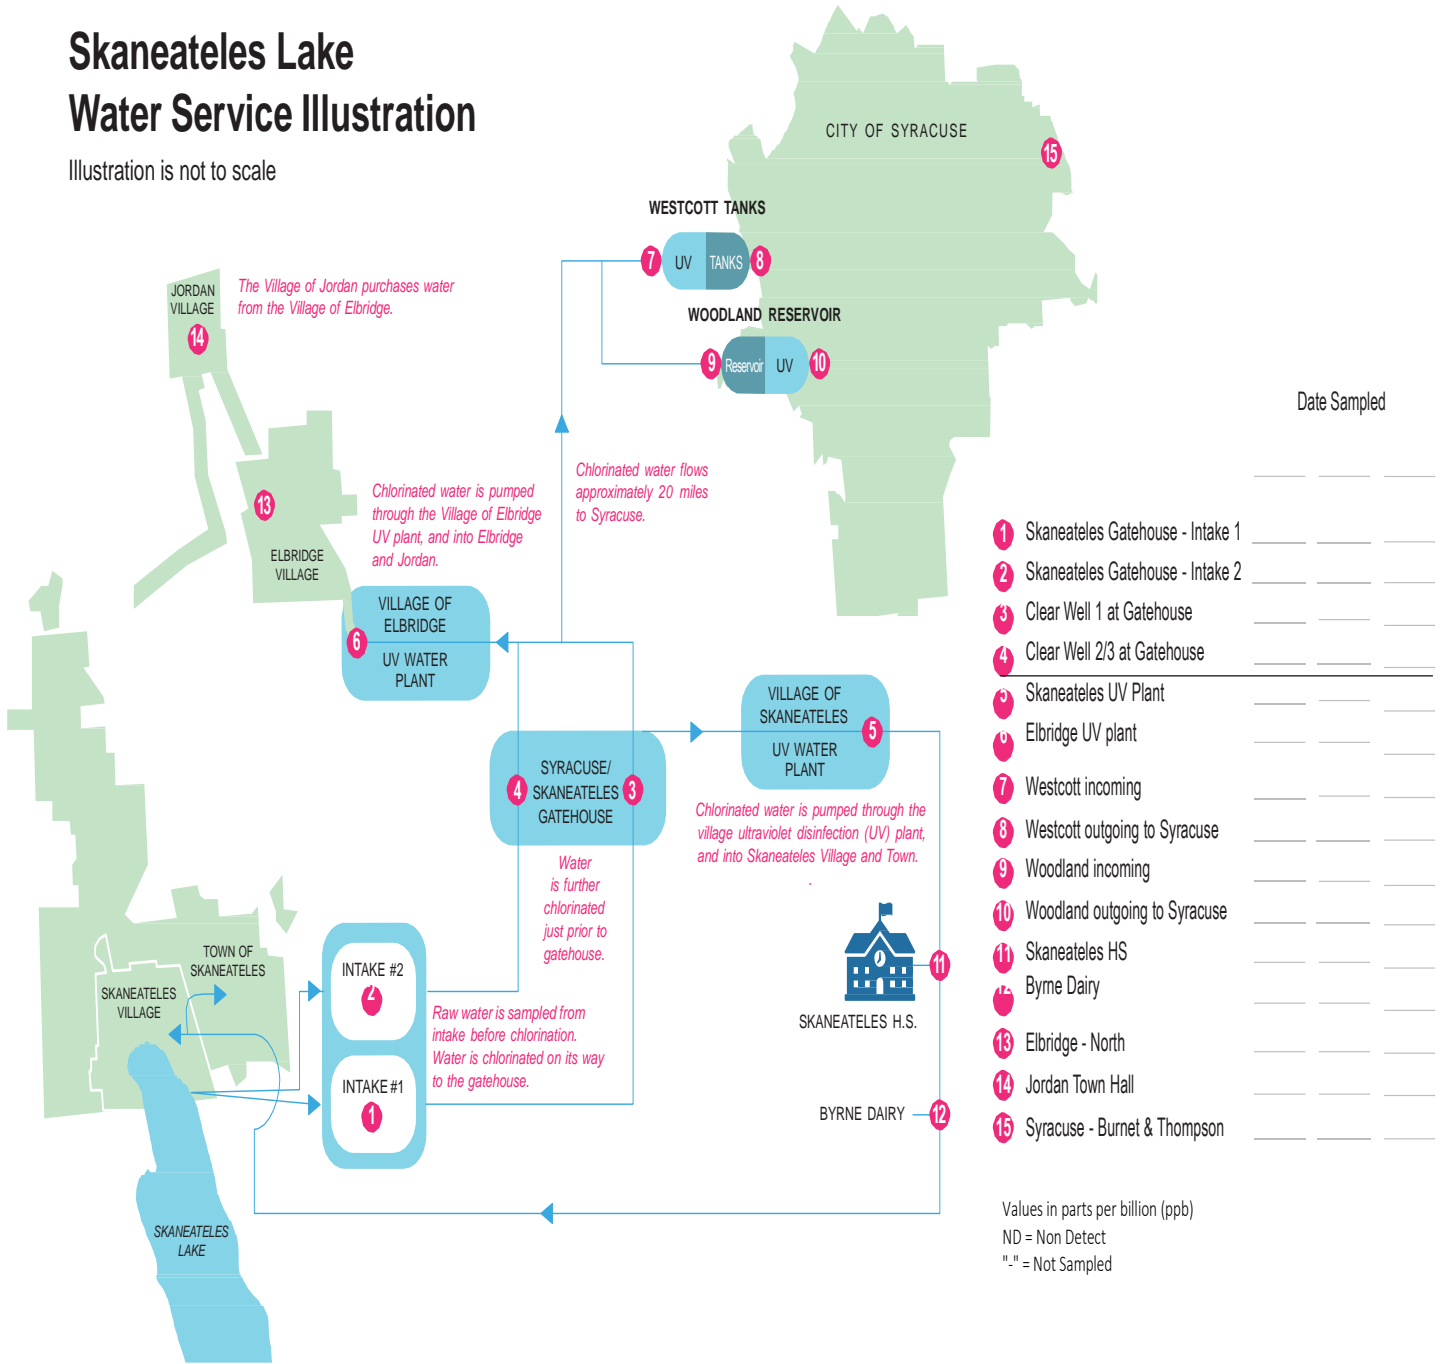 Skaneateles Lake
Water Service Illustration
Illustration is not to scale
CITY OF SYRACUSE
15
WESTCOTT TANKS
7
UV
TANKS
8
WOODLAND RESERVOIR
9
Reservoir
UV
10
JORDAN
VILLAGE
14
The Village of Jordan purchases water
from the Village of Elbridge.
13
ELBRIDGE
VILLAGE
Chlorinated water is pumped
through the Village of Elbridge
UV plant, and into Elbridge
and Jordan.
Chlorinated water flows
approximately 20 miles
to Syracuse.
VILLAGE OF
ELBRIDGE
6
UV WATER
PLANT
VILLAGE OF
SKANEATELES
5
UV WATER
PLANT
SYRACUSE/
SKANEATELES
GATEHOUSE
4
3
Chlorinated water is pumped through the
village ultraviolet disinfection (UV) plant,
and into Skaneateles Village and Town.
.
Water
is further
chlorinated
just prior to
gatehouse.
TOWN OF
SKANEATELES
SKANEATELES
VILLAGE
INTAKE #2
2
INTAKE #1
1
Raw water is sampled from
intake before chlorination.
Water is chlorinated on its way
to the gatehouse.
11
SKANEATELES H.S.
BYRNE DAIRY
12
SKANEATELES
LAKE
Date Sampled
1 Skaneateles Gatehouse - Intake 1
2 Skaneateles Gatehouse - Intake 2
3 Clear Well 1 at Gatehouse
4 Clear Well 2/3 at Gatehouse
5 Skaneateles UV Plant
6 Elbridge UV plant
7 Westcott incoming
8 Westcott outgoing to Syracuse
9 Woodland incoming
10 Woodland outgoing to Syracuse
11 Skaneateles HS
12 Byrne Dairy
13 Elbridge - North
14 Jordan Town Hall
15 Syracuse - Burnet & Thompson
Values in parts per billion (ppb)
ND = Non Detect
"-" = Not Sampled